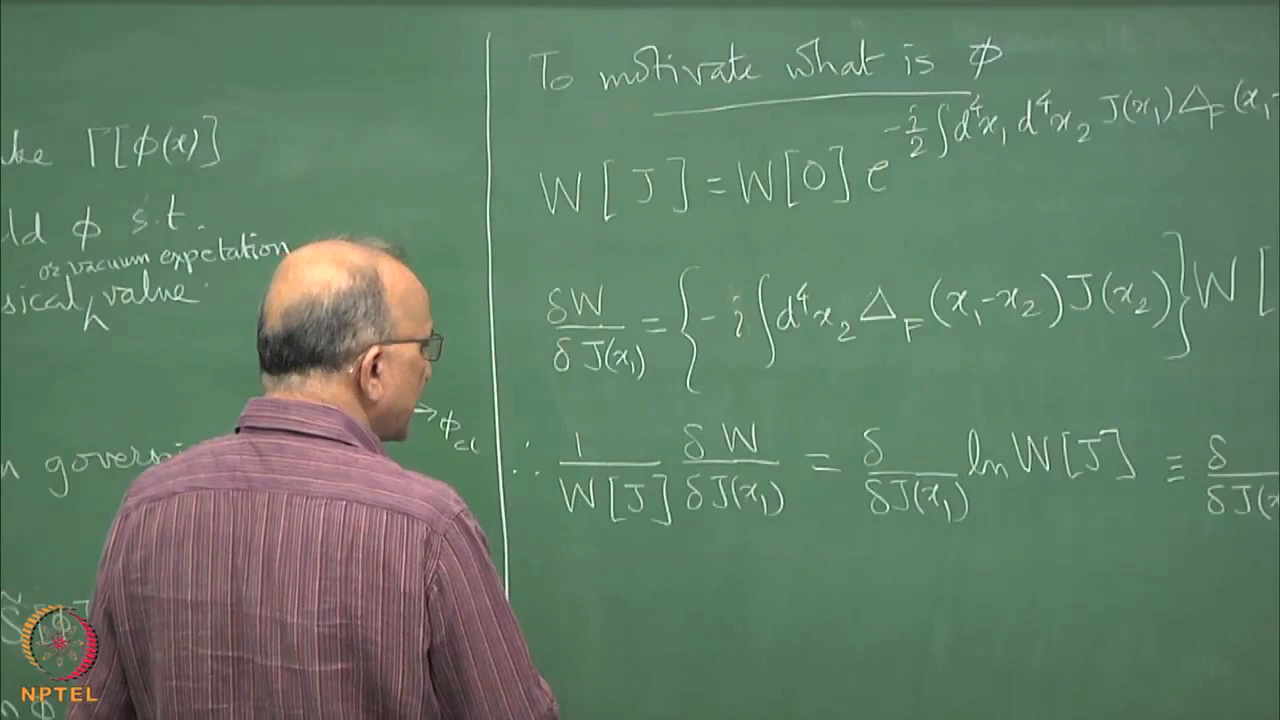 ke Γ[φ(x)]
ld φ s.t.
or vacuum expetation
sical ^ value.
→ φ_cl
n govern
S̃[φ
n φ
To motivate what is φ
W[J] = W[0] e^{-i/2 ∫ d⁴x₁ d⁴x₂ J(x₁) Δ_F (x₁-
δW/δJ(x₁) = { -i ∫ d⁴x₂ Δ_F (x₁-x₂) J(x₂) } W[
∴ 1/W[J] δW/δJ(x₁) = δ/δJ(x₁) ln W[J] ≡ δ/δJ(x
NPTEL